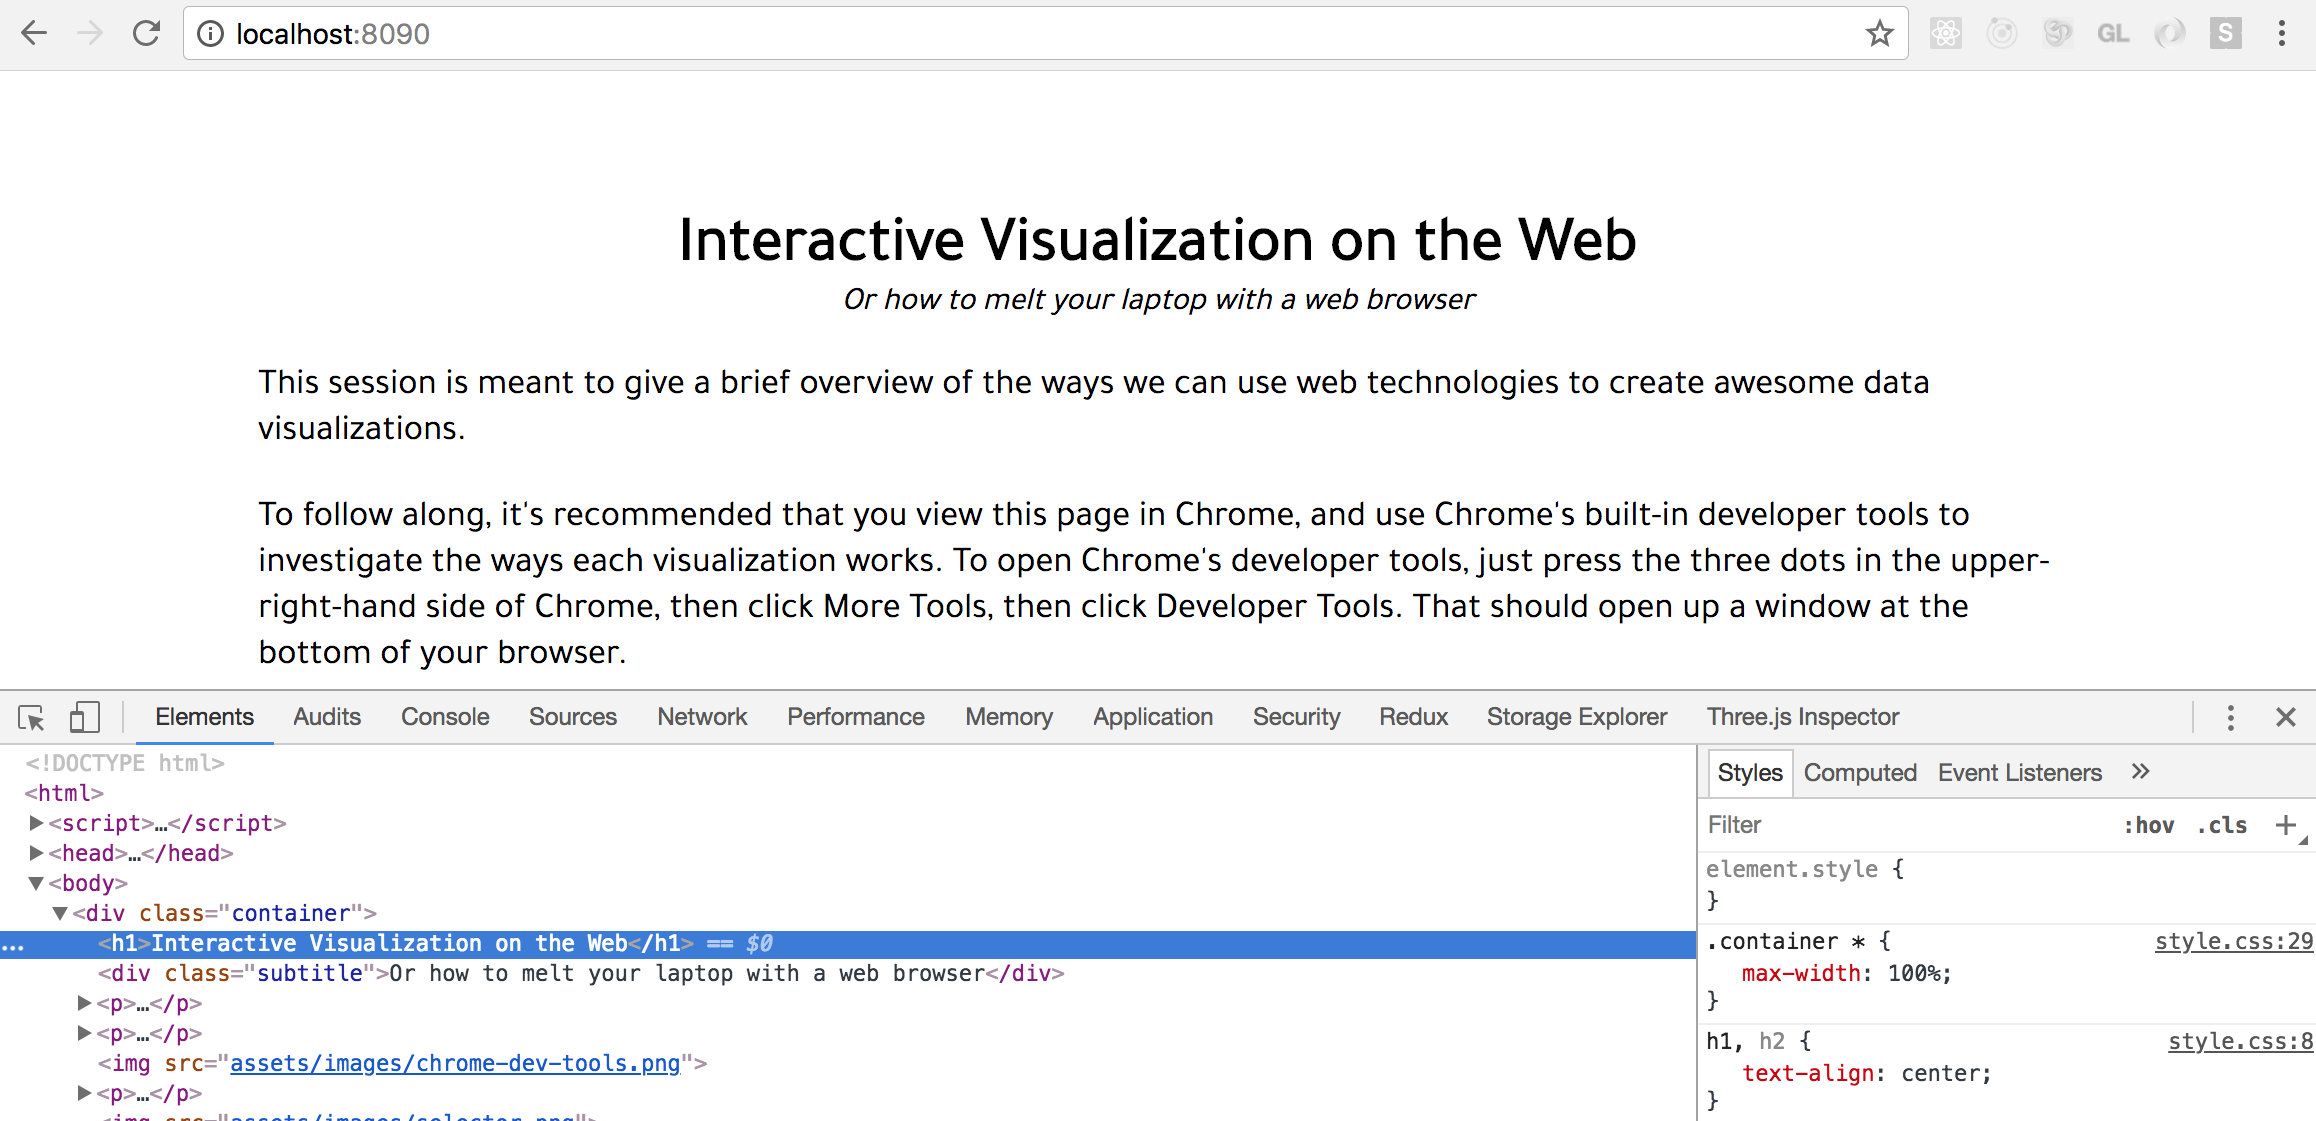 localhost:8090
GL
S
Interactive Visualization on the Web
Or how to melt your laptop with a web browser
This session is meant to give a brief overview of the ways we can use web technologies to create awesome data
visualizations.
To follow along, it's recommended that you view this page in Chrome, and use Chrome's built-in developer tools to
investigate the ways each visualization works. To open Chrome's developer tools, just press the three dots in the upper-
right-hand side of Chrome, then click More Tools, then click Developer Tools. That should open up a window at the
bottom of your browser.
Elements Audits Console Sources Network Performance Memory Application Security Redux Storage Explorer Three.js Inspector
<!DOCTYPE html>
<html>
<script>…</script>
<head>…</head>
<body>
<div class="container">
... <h1>Interactive Visualization on the Web</h1> == $0
<div class="subtitle">Or how to melt your laptop with a web browser</div>
<p>…</p>
<p>…</p>
<img src="assets/images/chrome-dev-tools.png">
<p>…</p>
<img src="assets/images/selector.png">
Styles Computed Event Listeners »
Filter :hov .cls +
element.style {
}
.container * { style.css:29
max-width: 100%;
}
h1, h2 { style.css:8
text-align: center;
}